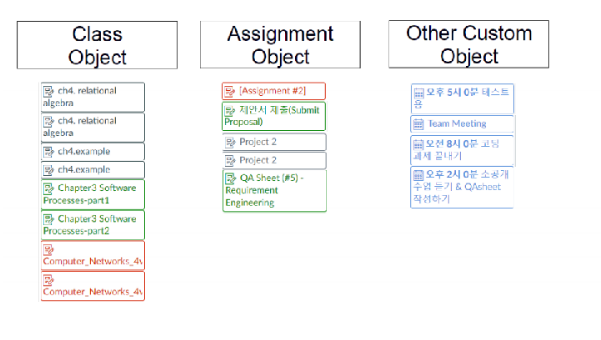 Class
Object
ch4. relational
algebra
ch4. relational
algebra
ch4.example
ch4.example
Chapter3 Software
Processes-part1
Chapter3 Software
Processes-part2
Computer_Networks_4v
Computer_Networks_4v
Assignment
Object
[Assignment #2]
제안서 제출(Submit
Proposal)
Project 2
Project 2
QA Sheet (#5) -
Requirement
Engineering
Other Custom
Object
오후 5시 0분 테스트
용
Team Meeting
오전 8시 0분 코딩
과제 끝내기
오후 2시 0분 소공개
수업 듣기 & QAsheet
작성하기